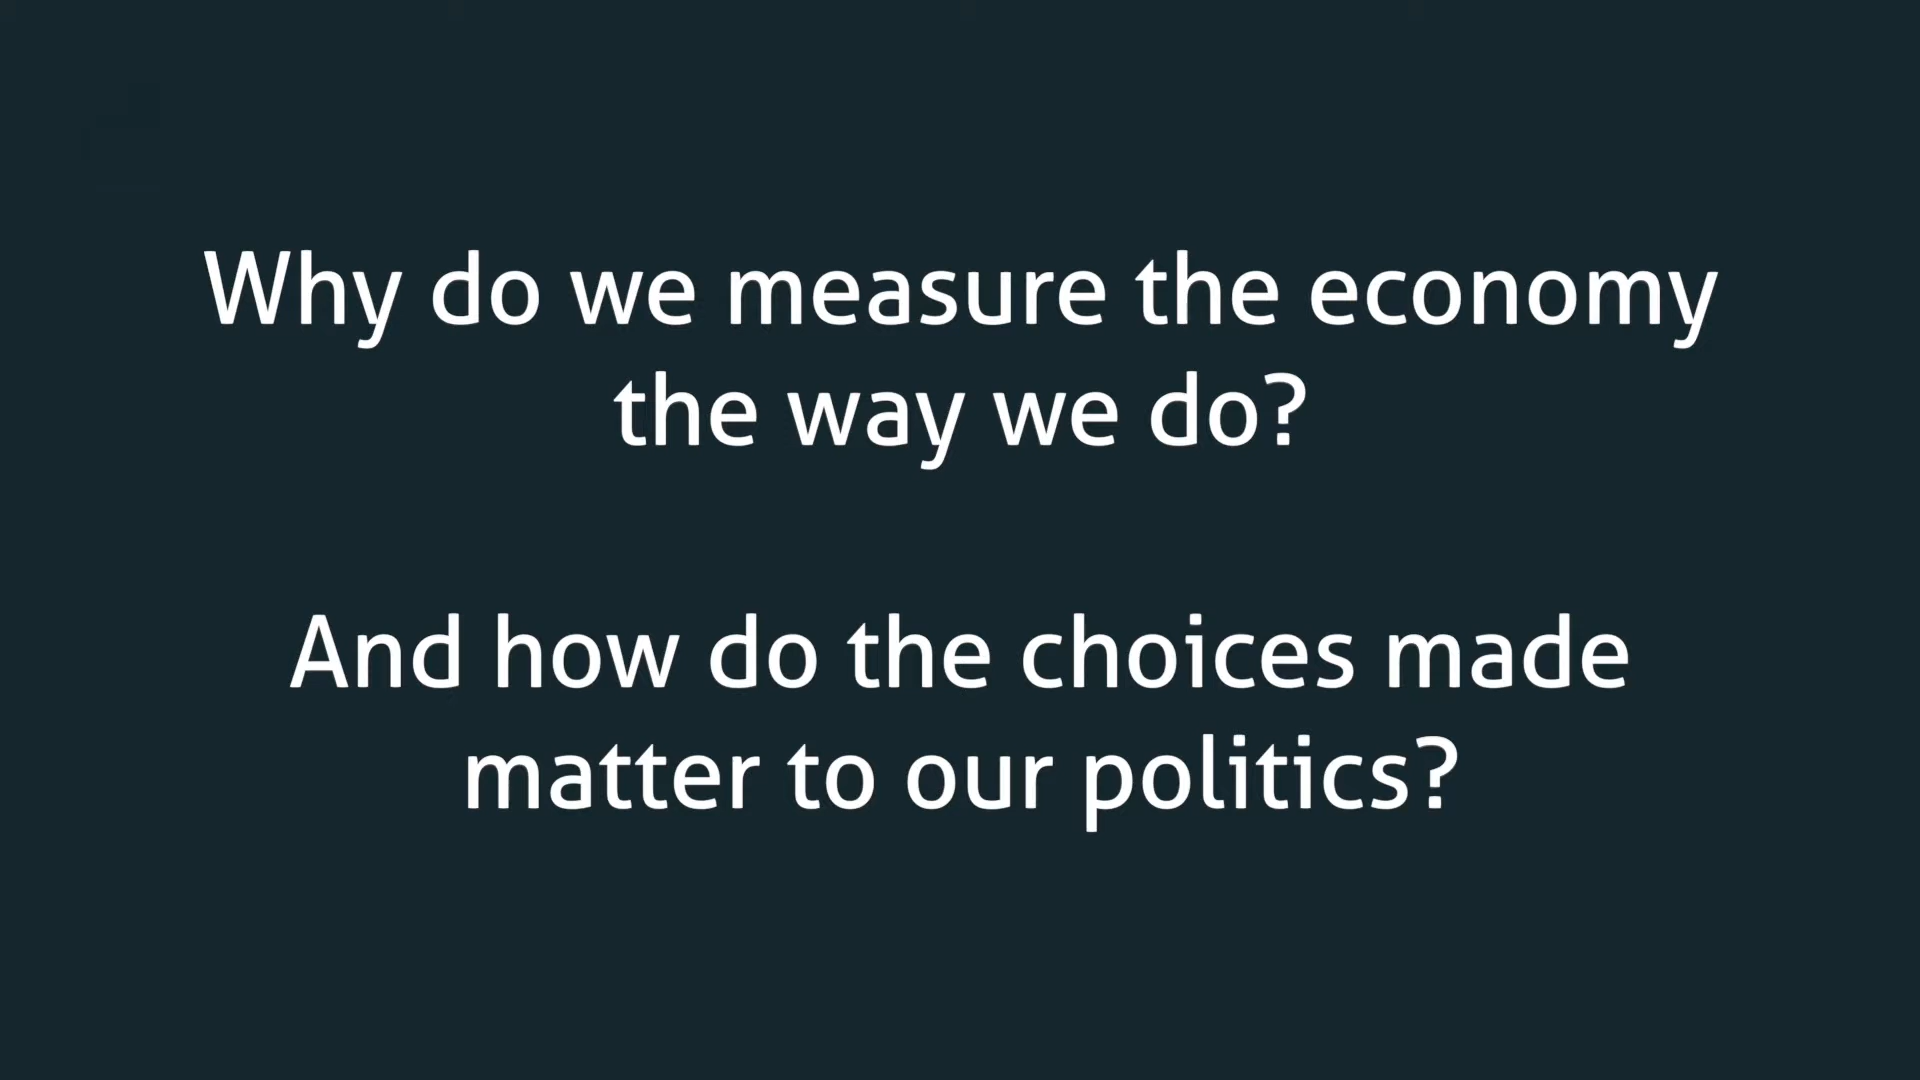 Why do we measure the economy
the way we do?
And how do the choices made
matter to our politics?